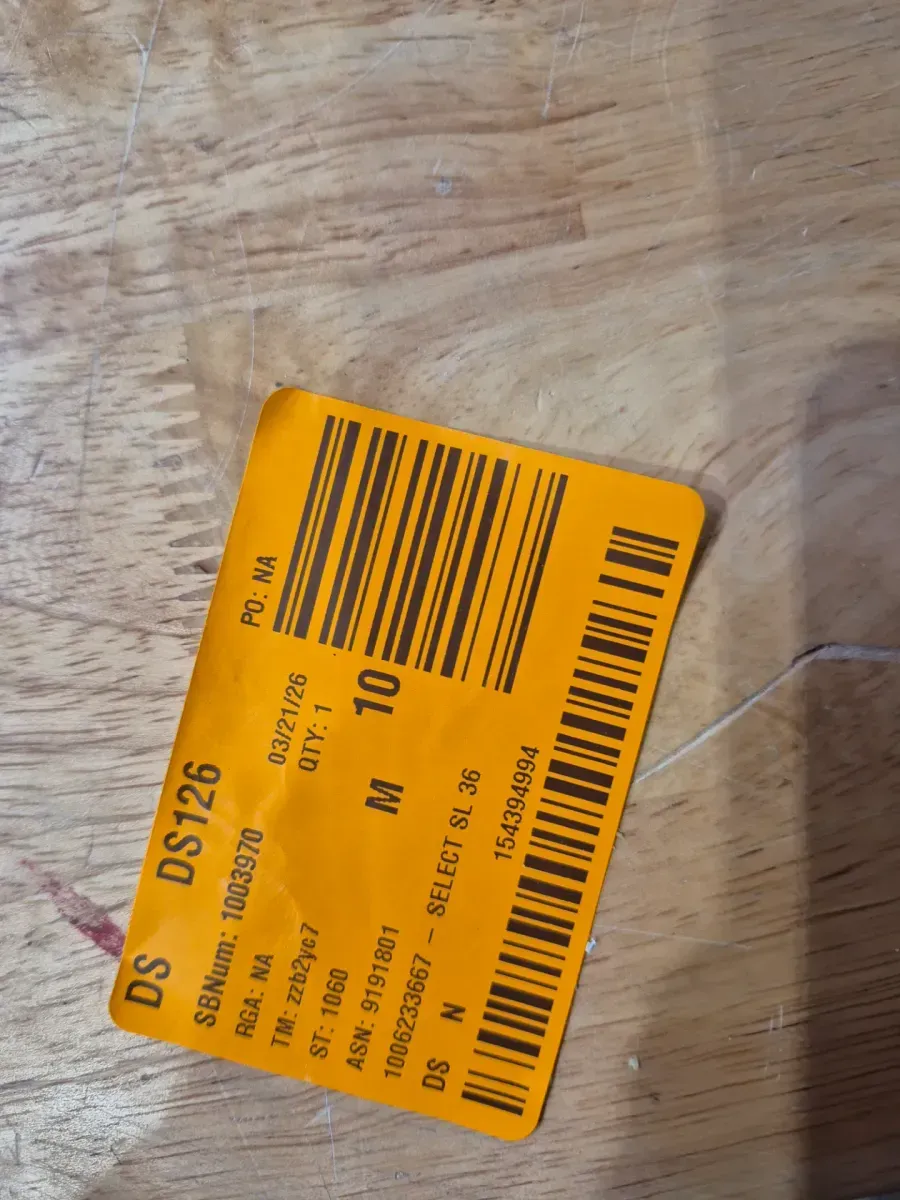 DS DS126
SBNum: 1003970
PO: NA
RGA: NA
03/21/26
TM: zzb2yc7
QTY: 1
ST: 1060
M 10
ASN: 9191801
1006233667 – SELECT SL 36
DS N
154394994